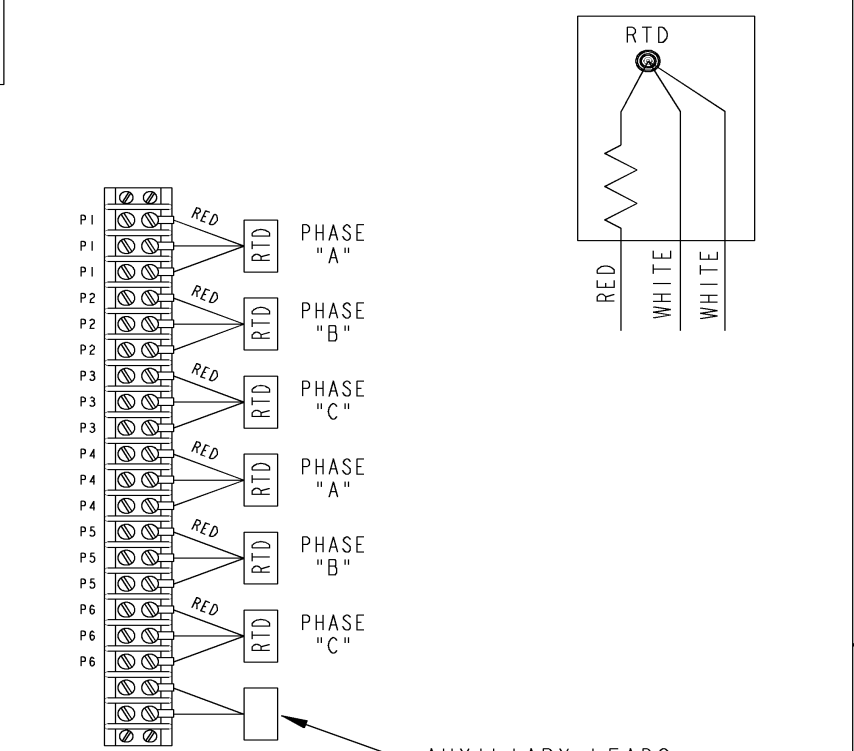 RTD
RED
WHITE
WHITE
P1
RED
P1
RTD
PHASE
"A"
P1
P2
RED
P2
RTD
PHASE
"B"
P2
P3
RED
P3
RTD
PHASE
"C"
P3
P4
RED
P4
RTD
PHASE
"A"
P4
P5
RED
P5
RTD
PHASE
"B"
P5
P6
RED
P6
RTD
PHASE
"C"
P6
AUXILIARY LEADS